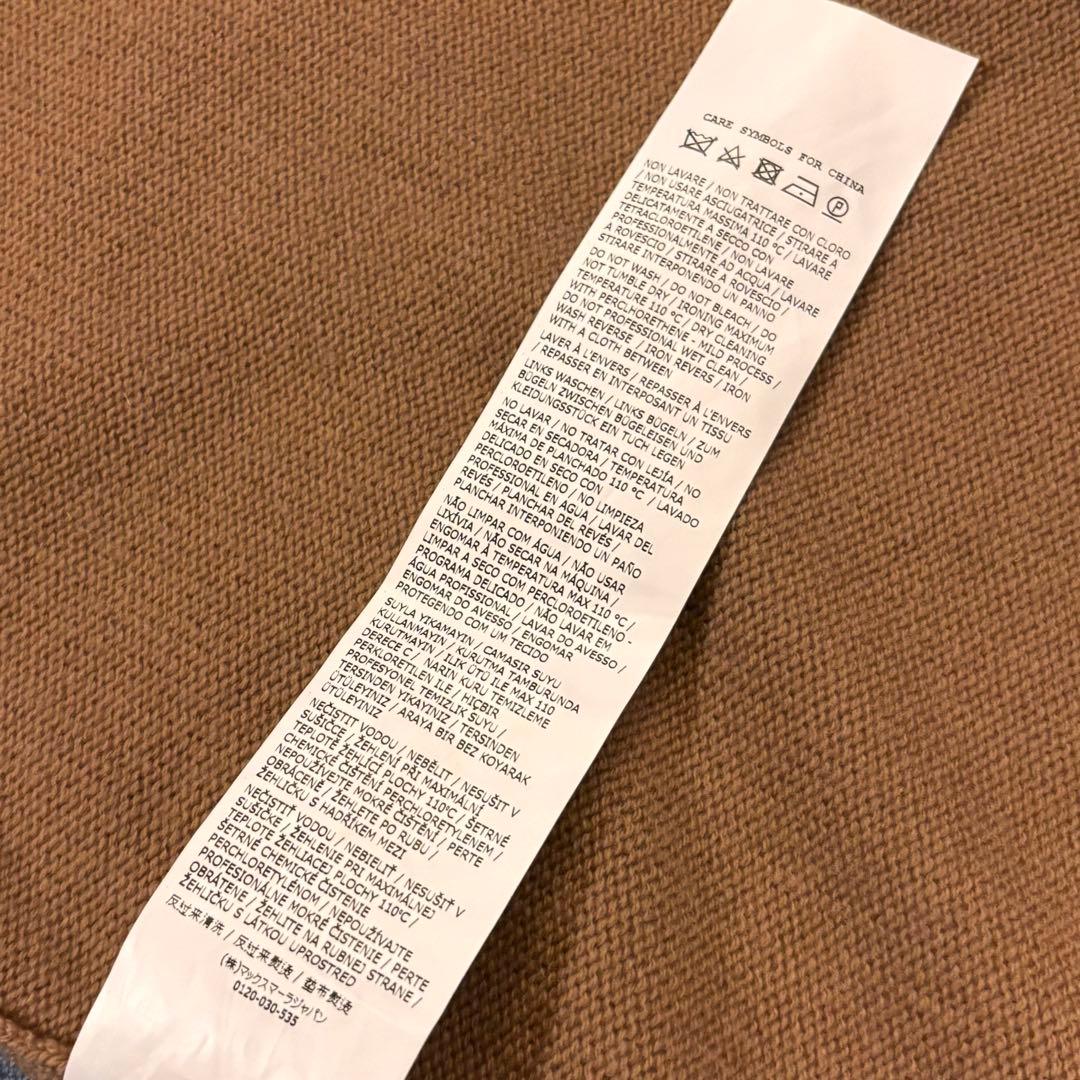 CARE SYMBOLS FOR CHINA
P
NON LAVARE / NON TRATTARE CON CLORO
/ NON USARE ASCIUGATRICE / STIRARE A
TEMPERATURA MASSIMA 110 °C / LAVARE
DELICATAMENTE A SECCO CON
TETRACLOROETILENE / NON LAVARE
PROFESSIONALMENTE AD ACQUA / LAVARE
A ROVESCIO / STIRARE A ROVESCIO /
STIRARE INTERPONENDO UN PANNO
DO NOT WASH / DO NOT BLEACH / DO
NOT TUMBLE DRY / IRONING MAXIMUM
TEMPERATURE 110 °C / DRY CLEANING
WITH PERCLHORETHENE - MILD PROCESS /
DO NOT PROFESSIONAL WET CLEAN /
WASH REVERSE / IRON REVERS / IRON
WITH A CLOTH BETWEEN
LAVER À L'ENVERS / REPASSER À L'ENVERS
/ REPASSER EN INTERPOSANT UN TISSU
LINKS WASCHEN / LINKS BÜGELN / ZUM
BÜGELN ZWISCHEN BÜGELEISEN UND
KLEIDUNGSSTÜCK EIN TUCH LEGEN
NO LAVAR / NO TRATAR CON LEJÍA / NO
SECAR EN SECADORA / TEMPERATURA
MÁXIMA DE PLANCHADO 110 °C / LAVADO
DELICADO EN SECO CON
PERCLOROETILENO / NO LIMPIEZA
PROFESSIONAL EN AGUA / LAVAR DEL
REVÉS / PLANCHAR DEL REVÉS /
PLANCHAR INTERPONIENDO UN PAÑO
NÃO LIMPAR COM ÁGUA / NÃO USAR
LIXÍVIA / NÃO SECAR NA MÁQUINA /
ENGOMAR À TEMPERATURA MAX 110 °C /
LIMPAR A SECO COM PERCLOROETILENO -
PROGRAMA DELICADO / NÃO LAVAR EM
ÁGUA PROFISSIONAL / LAVAR DO AVESSO /
ENGOMAR DO AVESSO / ENGOMAR
PROTEGENDO COM UM TECIDO
SUYLA YIKAMAYIN / CAMASIR SUYU
KULLANMAYIN / KURUTMA TAMBURUNDA
KURUTMAYIN / ILIK ÜTÜ ILE MAX 110
DERECE C / NARIN KURU TEMIZLEME
PERKLORETILEN ILE / HIÇBIR
PROFESYONEL TEMIZLIK SUYU /
TERSINDEN YIKAYINIZ / TERSINDEN
ÜTÜLEYINIZ / ARAYA BIR BEZ KOYARAK
ÜTÜLEYINIZ
NEČISTIT VODOU / NEBĚLIT / NESUŠIT V
SUŠIČCE / ŽEHLENÍ PŘI MAXIMÁLNÍ
TEPLOTĚ ŽEHLÍCÍ PLOCHY 110°C / ŠETRNÉ
CHEMICKÉ ČIŠTĚNÍ PERCHLORETYLENEM /
NEPOUŽÍVEJTE MOKRÉ ČIŠTĚNÍ / PERTE
OBRÁCENĚ / ŽEHLETE PO RUBU /
ŽEHLIČKU S HADŘÍKEM MEZI
NEČISTIŤ VODOU / NEBIELIŤ / NESUŠIŤ V
SUŠIČKE / ŽEHLENIE PRI MAXIMÁLNEJ
TEPLOTE ŽEHLIACEJ PLOCHY 110°C /
ŠETRNÉ CHEMICKÉ ČISTENIE
PERCHLORETYLÉNOM / NEPOUŽÍVAJTE
PROFESIONÁLNE MOKRÉ ČISTENIE / PERTE
OBRÁTENE / ŽEHLITE NA RUBNEJ STRANE /
ŽEHLIČKU S LÁTKOU UPROSTRED
反过来清洗 / 反过来熨烫 / 垫布熨烫
(株)マックスマーラジャパン
0120-030-535